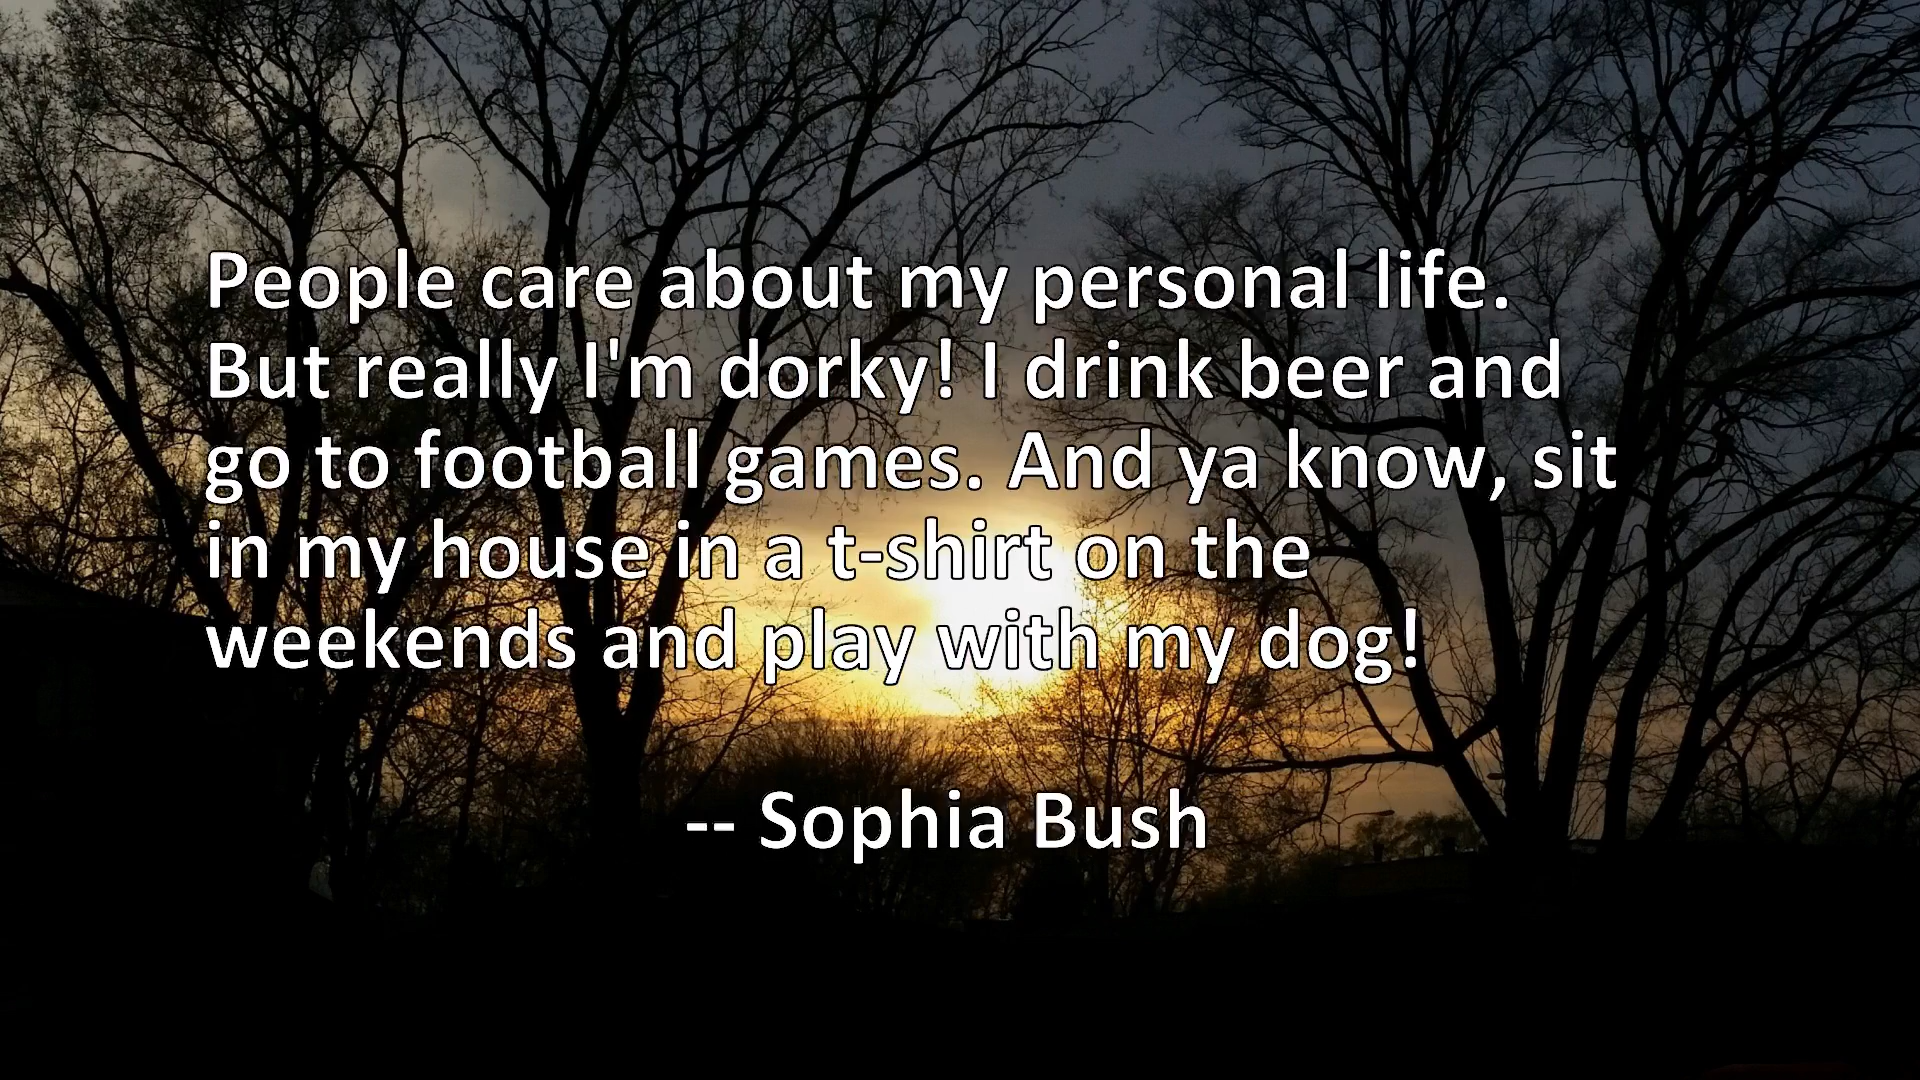 People care about my personal life.
But really I'm dorky! I drink beer and
go to football games. And ya know, sit
in my house in a t-shirt on the
weekends and play with my dog!
-- Sophia Bush